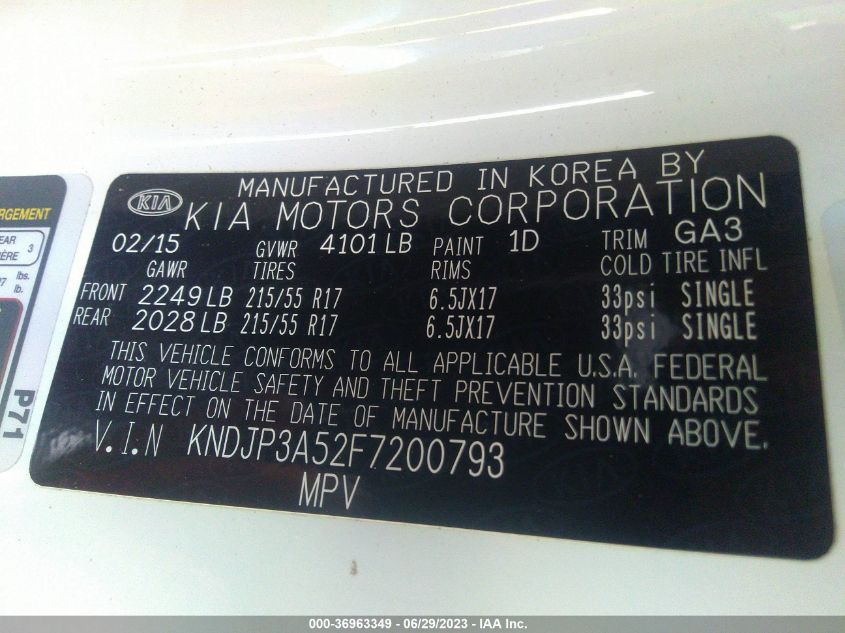 MANUFACTURED IN KOREA BY
KIA KIA MOTORS CORPORATION
02/15 GVWR 4101 LB PAINT 1D TRIM GA3
GAWR TIRES RIMS COLD TIRE INFL
FRONT 2249 LB 215/55 R17 6.5JX17 33psi SINGLE
REAR 2028 LB 215/55 R17 6.5JX17 33psi SINGLE
THIS VEHICLE CONFORMS TO ALL APPLICABLE U.S.A. FEDERAL
MOTOR VEHICLE SAFETY AND THEFT PREVENTION STANDARDS
IN EFFECT ON THE DATE OF MANUFACTURE SHOWN ABOVE.
V.I.N KNDJP3A52F7200793
MPV
3
lbs.
lb.
P71
000-36963349 - 06/29/2023 - IAA Inc.